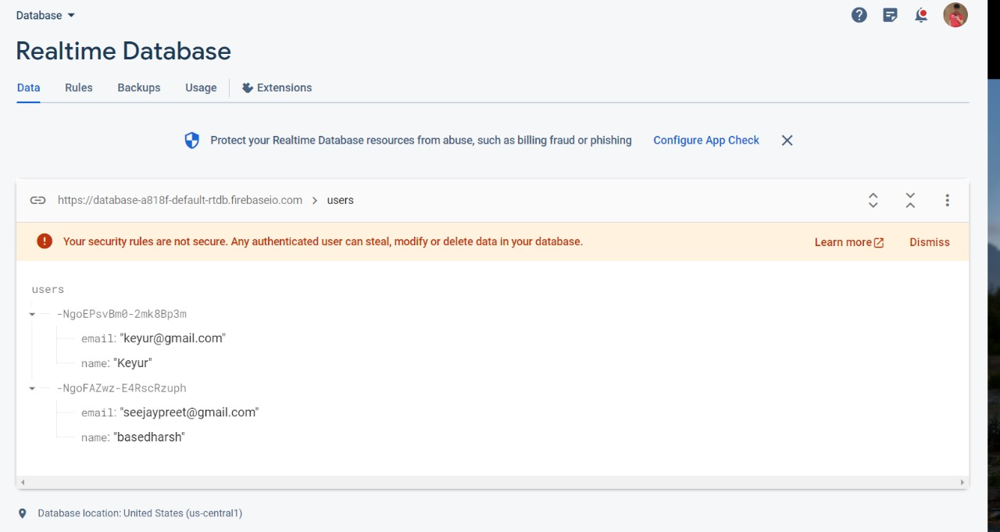 Database
Realtime Database
Data Rules Backups Usage Extensions
Protect your Realtime Database resources from abuse, such as billing fraud or phishing Configure App Check
https://database-a818f-default-rtdb.firebaseio.com > users
Your security rules are not secure. Any authenticated user can steal, modify or delete data in your database. Learn more Dismiss
users
-NgoEPsvBm0-2mk8Bp3m
email: "keyur@gmail.com"
name: "Keyur"
-NgoFAZwz-E4RscRzuph
email: "seejaypreet@gmail.com"
name: "basedharsh"
Database location: United States (us-central1)